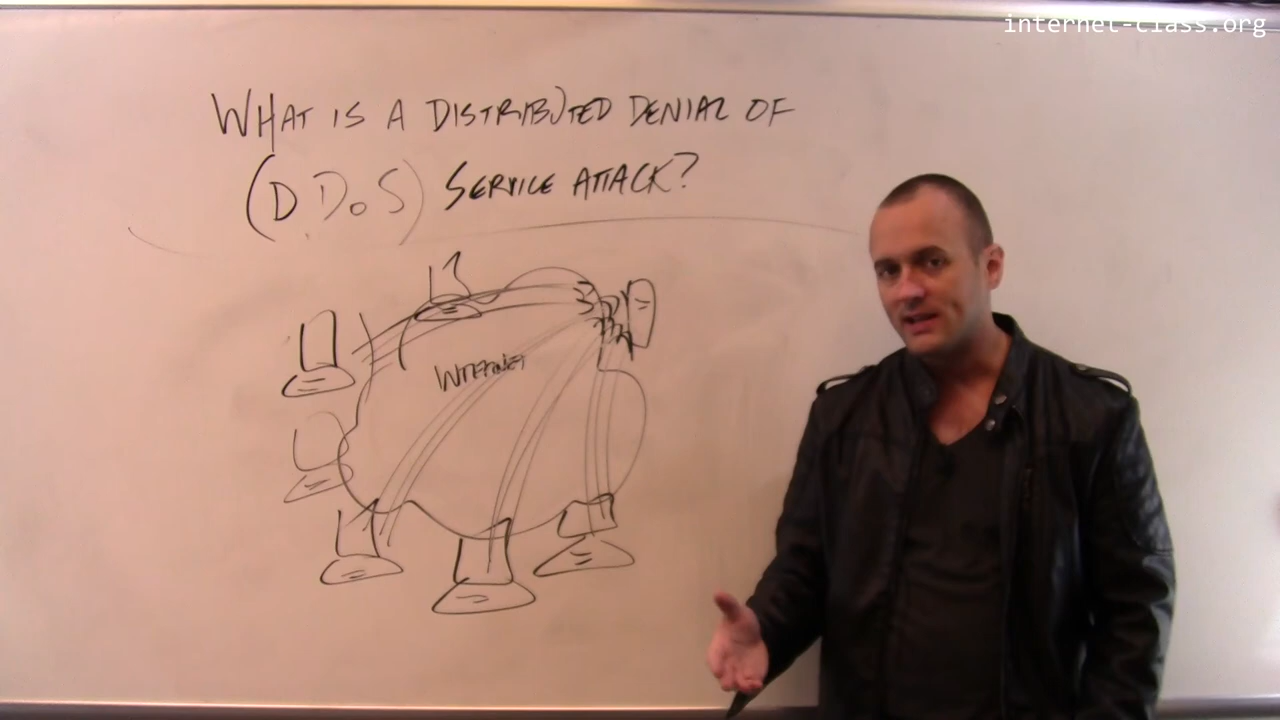 internet-class.org
WHAT IS A DISTRIBUTED DENIAL OF
(DDoS) SERVICE ATTACK?
INTERNET